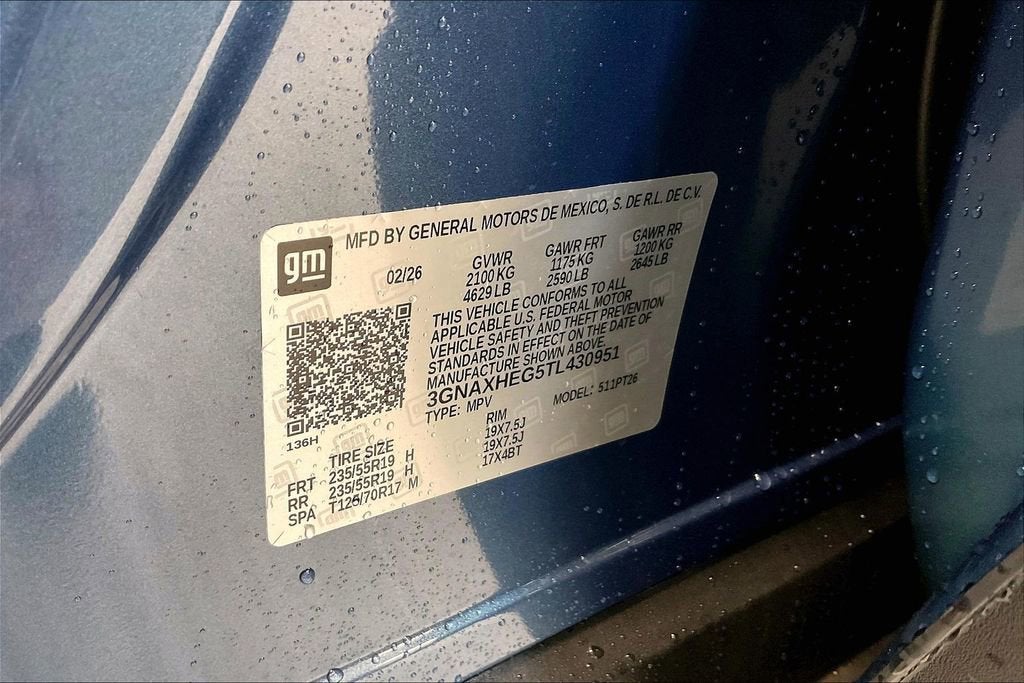 gm
MFD BY GENERAL MOTORS DE MEXICO, S. DE R.L. DE C.V.
02/26 GVWR GAWR FRT GAWR RR
2100 KG 1175 KG 1200 KG
4629 LB 2590 LB 2645 LB
THIS VEHICLE CONFORMS TO ALL
APPLICABLE U.S. FEDERAL MOTOR
VEHICLE SAFETY AND THEFT PREVENTION
STANDARDS IN EFFECT ON THE DATE OF
MANUFACTURE SHOWN ABOVE.
3GNAXHEG5TL430951
TYPE: MPV MODEL: 511PT26
136H
TIRE SIZE RIM
FRT 235/55R19 H 19X7.5J
RR 235/55R19 H 19X7.5J
SPA T125/70R17 M 17X4BT